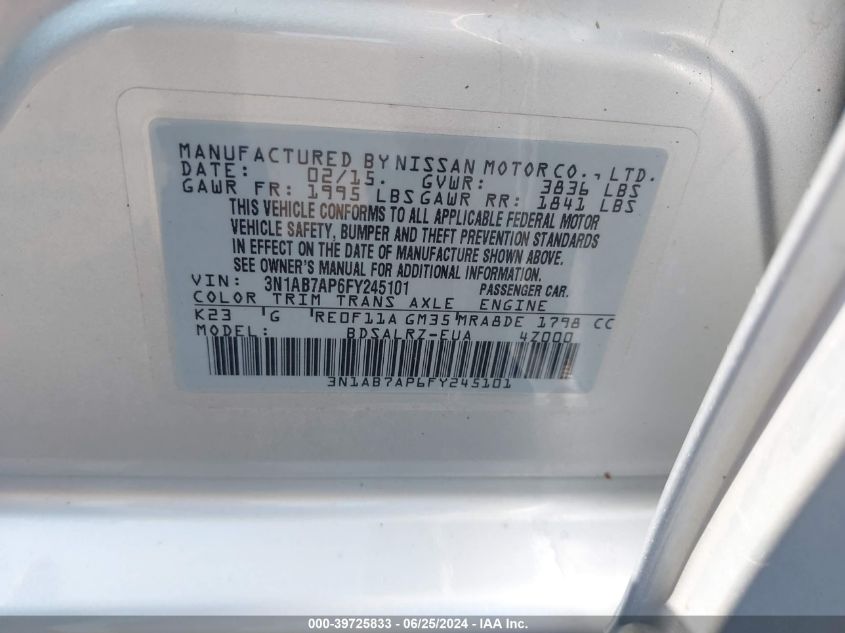 MANUFACTURED BY NISSAN MOTOR CO., LTD.
DATE: 02/15. GVWR: 3836 LBS
GAWR FR: 1995 LBS GAWR RR: 1841 LBS
THIS VEHICLE CONFORMS TO ALL APPLICABLE FEDERAL MOTOR
VEHICLE SAFETY, BUMPER AND THEFT PREVENTION STANDARDS
IN EFFECT ON THE DATE OF MANUFACTURE SHOWN ABOVE.
SEE OWNER'S MANUAL FOR ADDITIONAL INFORMATION.
VIN: 3N1AB7AP6FY245101 PASSENGER CAR.
COLOR TRIM TRANS AXLE ENGINE
K23 G RE0F11A GM35 MRA8DE 1798 CC
MODEL: BDSALRZ-EUA 4Z000
3N1AB7AP6FY245101
000-39725833 - 06/25/2024 - IAA Inc.